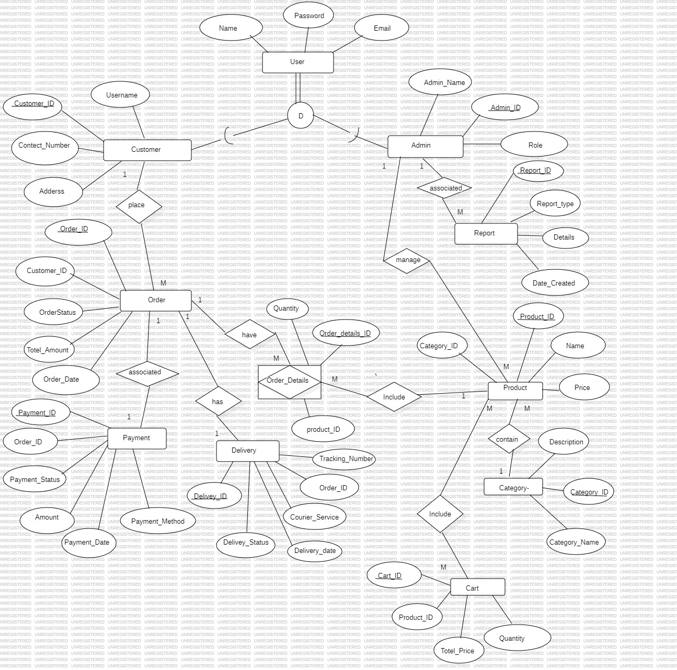 Password
Name
Email
User
Admin_Name
Username
Customer_ID
Admin_ID
D
Contect_Number
Customer
Admin
Role
1
1
1
Report_ID
Adderss
associated
place
Report_type
M
Order_ID
Report
Details
manage
Customer_ID
M
Date_Created
Order
1
Quantity
OrderStatus
1
1
Product_ID
have
Order_details_ID
Totel_Amount
Category_ID
Name
M
associated
M
Order_Date
Order_Details
M
Product
Price
has
Include
1
Payment_ID
M
M
1
product_ID
Order_ID
Payment
1
contain
Description
Delivery
Tracking_Number
1
Payment_Status
Order_ID
Category-
Category_ID
Delivey_ID
Include
Amount
Payment_Method
Courier_Service
Payment_Date
Delivey_Status
Category_Name
Delivery_date
M
Cart_ID
Cart
Product_ID
Quantity
Totel_Price